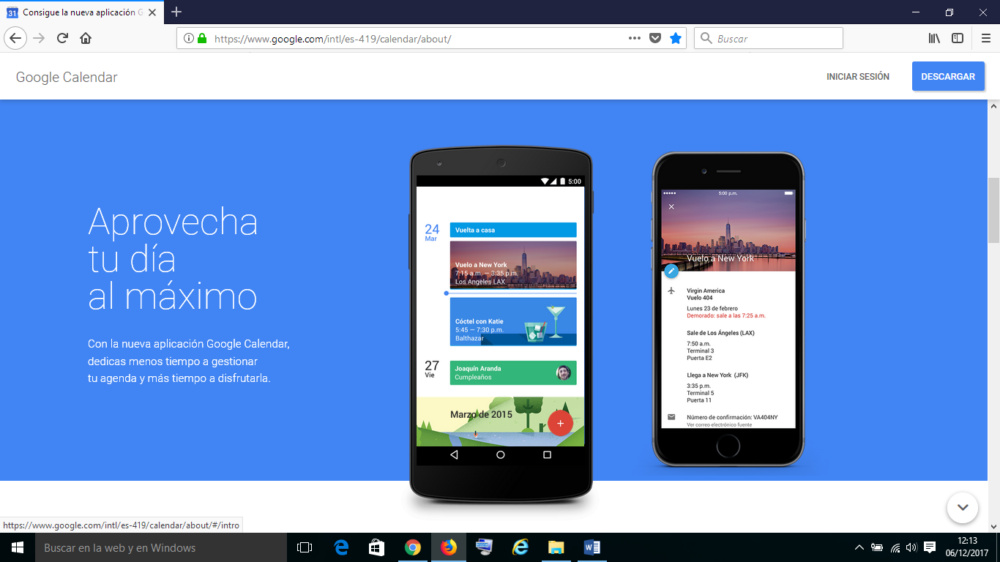 31
Consigue la nueva aplicación G
https://www.google.com/intl/es-419/calendar/about/
Buscar
Google Calendar
INICIAR SESIÓN
DESCARGAR
Aprovecha
tu día
al máximo
Con la nueva aplicación Google Calendar,
dedicas menos tiempo a gestionar
tu agenda y más tiempo a disfrutarla.
5:00
24
Mar
Vuelta a casa
Vuelo a New York
7:15 a.m. — 3:35 p.m.
Los Angeles LAX
Cóctel con Katie
5:45 — 7:30 p.m.
Balthazar
27
Vie
Joaquín Aranda
Cumpleaños
Marzo de 2015
5:00 p.m.
Vuelo a New York
Virgin America
Vuelo 404
Lunes 23 de febrero
Demorado: sale a las 7:25 a.m.
Sale de Los Ángeles (LAX)
7:50 a.m.
Terminal 3
Puerta E2
Llega a New York (JFK)
3:35 p.m.
Terminal 5
Puerta 11
Número de confirmación: VA404NY
Ver correo electrónico fuente
https://www.google.com/intl/es-419/calendar/about/#/intro
Buscar en la web y en Windows
12:13
06/12/2017